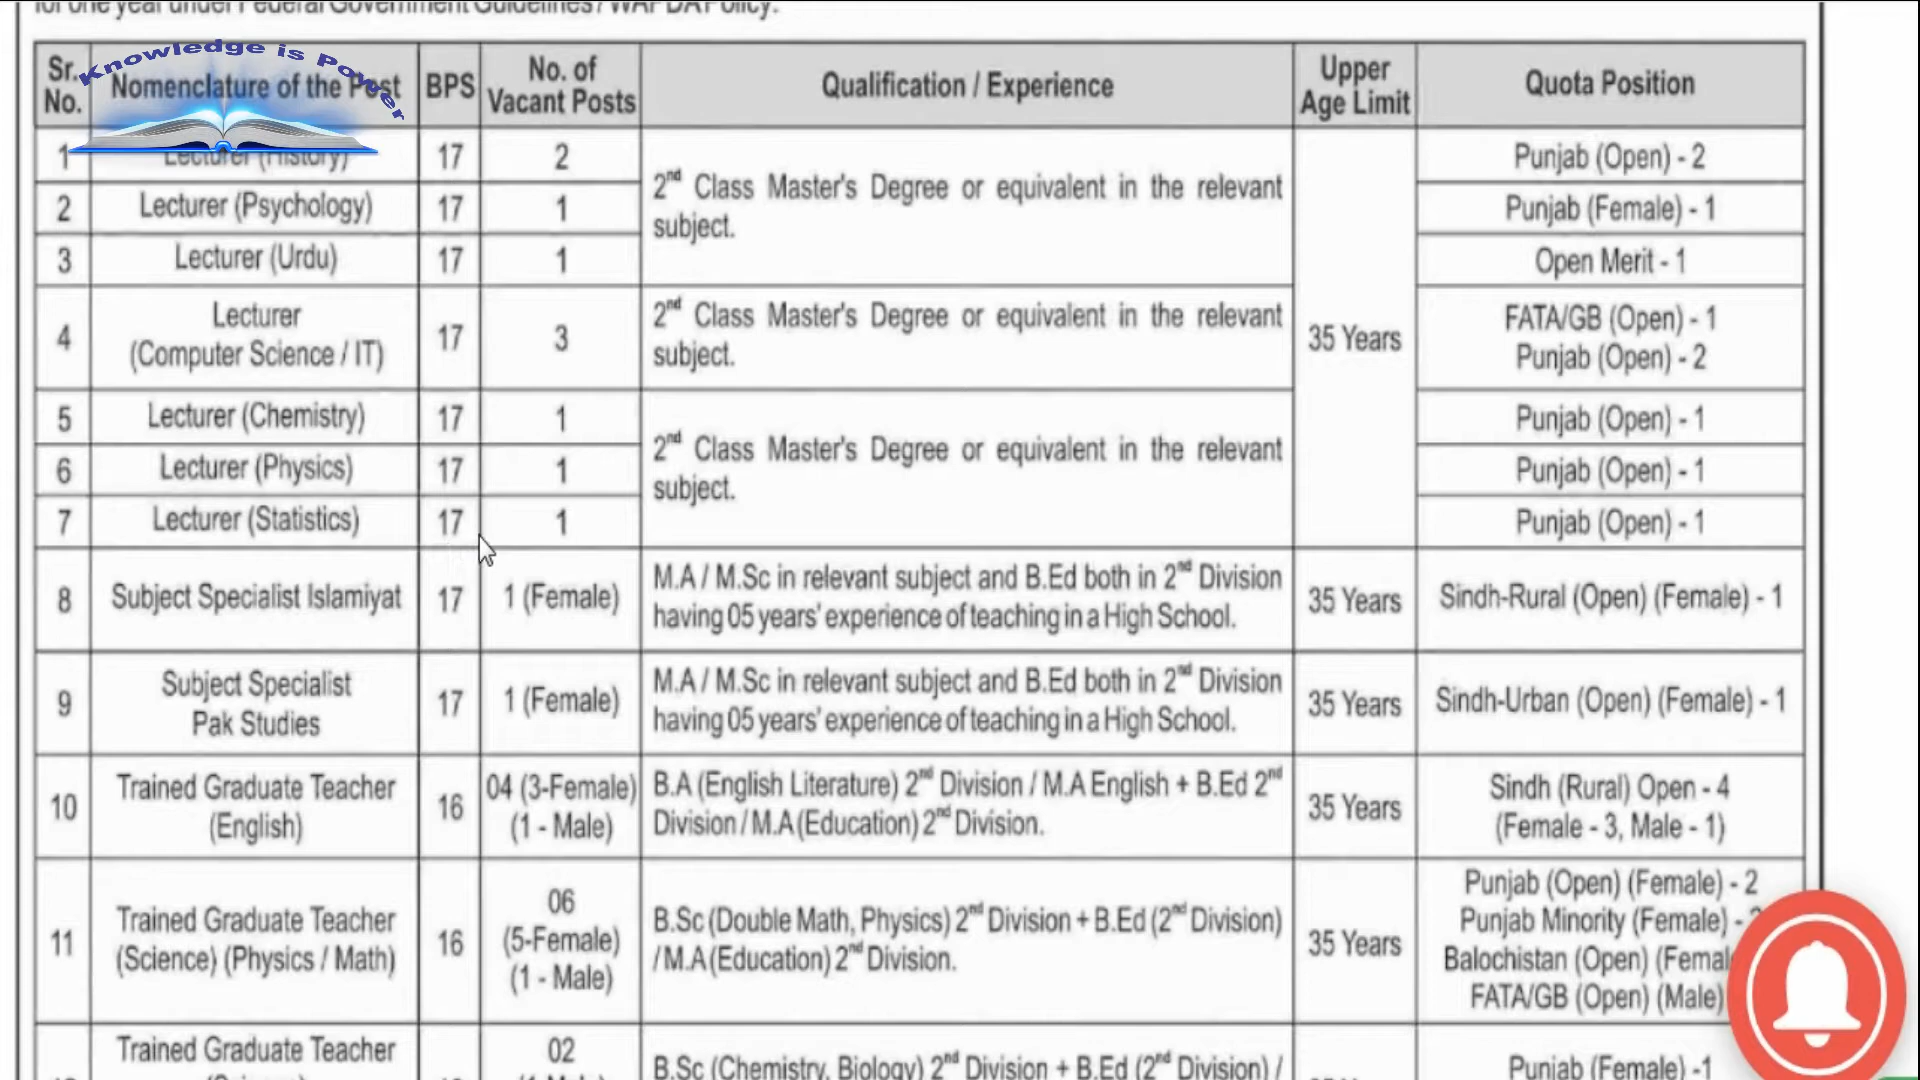 for one year under Federal Government Guidelines / WAPDA Policy.
Knowledge is Power
Sr. No. Nomenclature of the Post BPS No. of Vacant Posts Qualification / Experience Upper Age Limit Quota Position
1 Lecturer (History) 17 2 Punjab (Open) - 2
2nd Class Master's Degree or equivalent in the relevant
subject.
2 Lecturer (Psychology) 17 1 Punjab (Female) - 1
3 Lecturer (Urdu) 17 1 Open Merit - 1
4 Lecturer
(Computer Science / IT) 17 3
2nd Class Master's Degree or equivalent in the relevant
subject.
35 Years
FATA/GB (Open) - 1
Punjab (Open) - 2
5 Lecturer (Chemistry) 17 1 Punjab (Open) - 1
2nd Class Master's Degree or equivalent in the relevant
subject.
6 Lecturer (Physics) 17 1 Punjab (Open) - 1
7 Lecturer (Statistics) 17 1 Punjab (Open) - 1
8 Subject Specialist Islamiyat 17 1 (Female)
M.A / M.Sc in relevant subject and B.Ed both in 2nd Division
having 05 years' experience of teaching in a High School.
35 Years Sindh-Rural (Open) (Female) - 1
9 Subject Specialist
Pak Studies 17 1 (Female)
M.A / M.Sc in relevant subject and B.Ed both in 2nd Division
having 05 years' experience of teaching in a High School.
35 Years Sindh-Urban (Open) (Female) - 1
10 Trained Graduate Teacher
(English) 16
04 (3-Female)
(1 - Male)
B.A (English Literature) 2nd Division / M.A English + B.Ed 2nd
Division / M.A (Education) 2nd Division.
35 Years
Sindh (Rural) Open - 4
(Female - 3, Male - 1)
11 Trained Graduate Teacher
(Science) (Physics / Math) 16
06
(5-Female)
(1 - Male)
B.Sc (Double Math, Physics) 2nd Division + B.Ed (2nd Division)
/ M.A (Education) 2nd Division.
35 Years
Punjab (Open) (Female) - 2
Punjab Minority (Female) -
Balochistan (Open)
FATA/GB (Open) (Male)
Trained Graduate Teacher
02
B.Sc (Chemistry, Biology) 2nd Division + B.Ed (2nd Division) /
Punjab (Female) -1